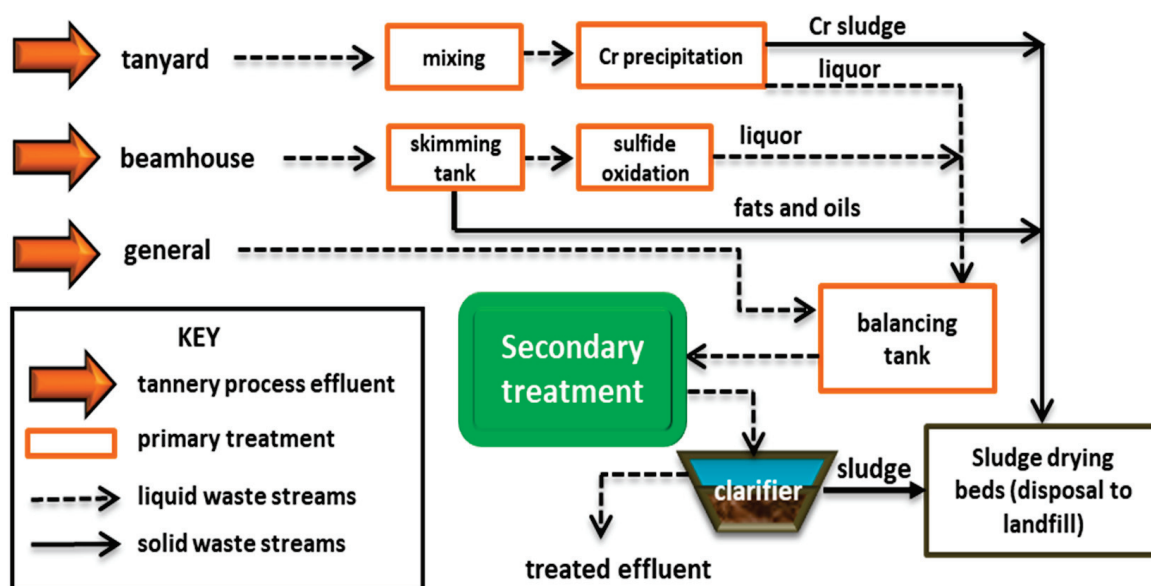 tanyard
mixing
Cr precipitation
Cr sludge
liquor
beamhouse
skimming
tank
sulfide
oxidation
liquor
fats and oils
general
balancing
tank
Secondary
treatment
KEY
tannery process effluent
primary treatment
liquid waste streams
solid waste streams
clarifier
sludge
Sludge drying
beds (disposal to
landfill)
treated effluent